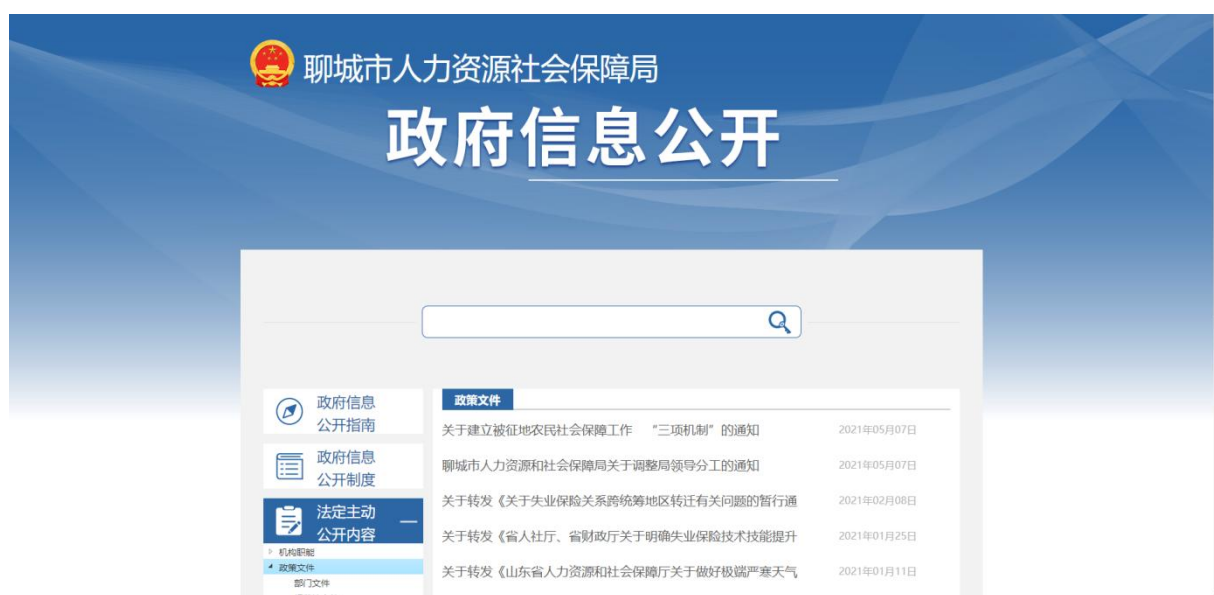 聊城市人力资源社会保障局
政府信息公开
政府信息
公开指南
政府信息
公开制度
法定主动
公开内容
机构职能
政策文件
部门文件
政策文件
关于建立被征地农民社会保障工作 “三项机制”的通知 2021年05月07日
聊城市人力资源和社会保障局关于调整局领导分工的通知 2021年05月07日
关于转发《关于失业保险关系跨统筹地区转迁有关问题的暂行通 2021年02月08日
关于转发《省人社厅、省财政厅关于明确失业保险技术技能提升 2021年01月25日
关于转发《山东省人力资源和社会保障厅关于做好极端严寒天气 2021年01月11日